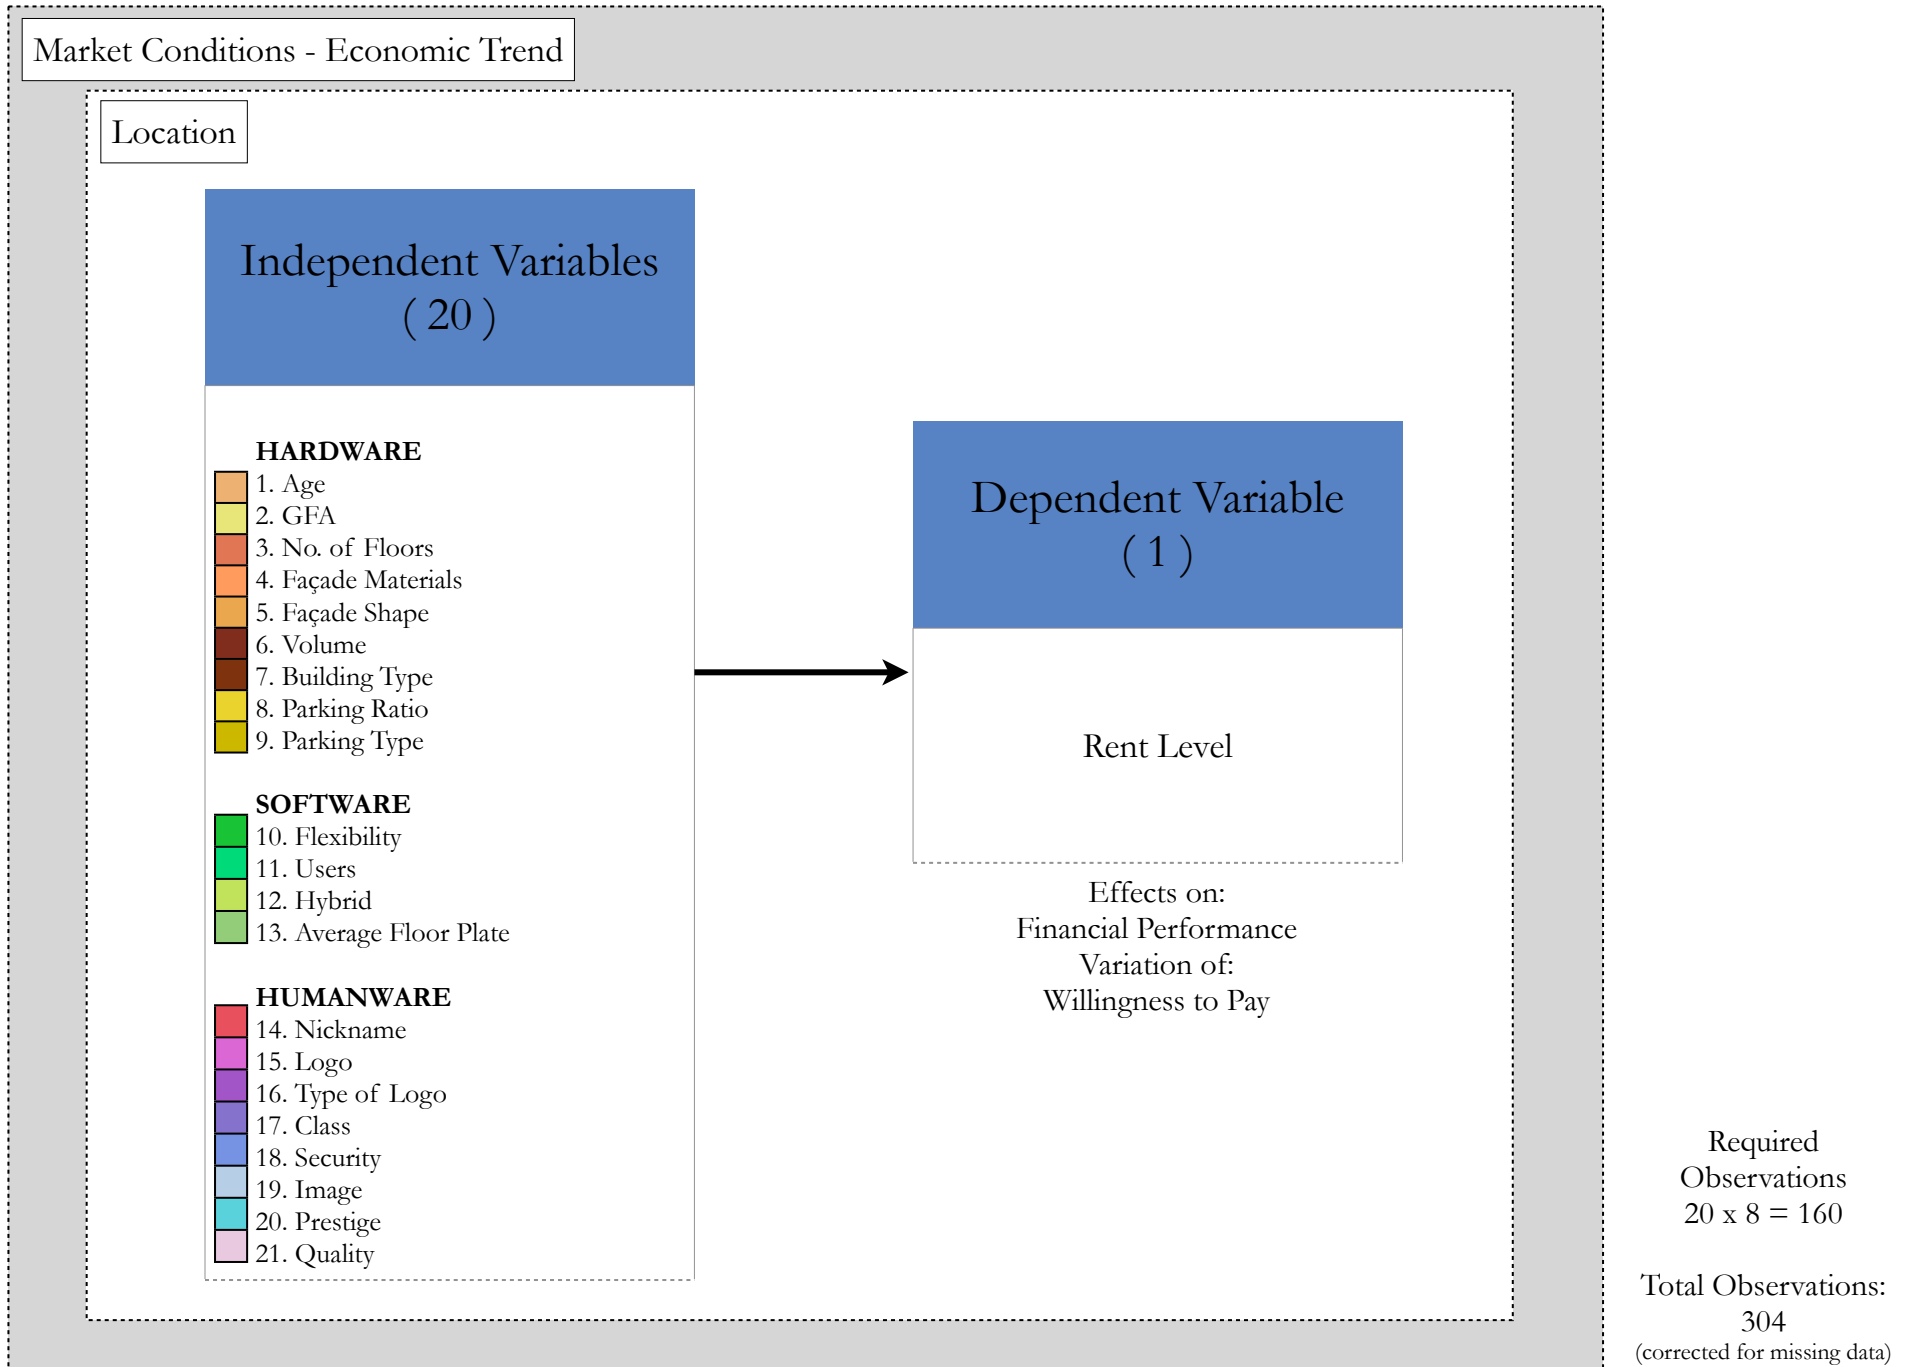 Market Conditions - Economic Trend
Location
Independent Variables
( 20 )
HARDWARE
1. Age
2. GFA
3. No. of Floors
4. Façade Materials
5. Façade Shape
6. Volume
7. Building Type
8. Parking Ratio
9. Parking Type
SOFTWARE
10. Flexibility
11. Users
12. Hybrid
13. Average Floor Plate
HUMANWARE
14. Nickname
15. Logo
16. Type of Logo
17. Class
18. Security
19. Image
20. Prestige
21. Quality
Dependent Variable
( 1 )
Rent Level
Effects on:
Financial Performance
Variation of:
Willingness to Pay
Required
Observations
20 x 8 = 160
Total Observations:
304
(corrected for missing data)